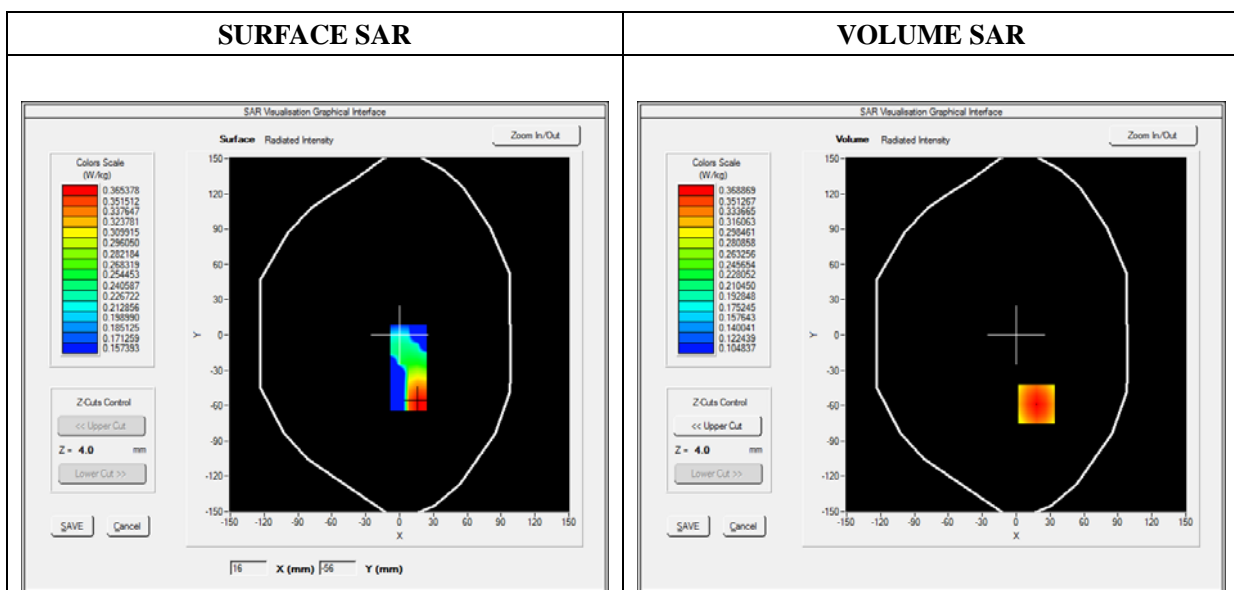 SURFACE SAR
SAR Visualisation Graphical Interface
Surface Radiated Intensity
Zoom In/Out
Colors Scale
(W/kg)
0.365378
0.351512
0.337647
0.323781
0.309915
0.296050
0.282184
0.268319
0.254453
0.240587
0.226722
0.212856
0.198990
0.185125
0.171259
0.157393
150
120
90
60
30
0
-30
-60
-90
-120
-150
Y
-150 -120 -90 -60 -30 0 30 60 90 120 150
X
Z-Cuts Control
<< Upper Cut
Z = 4.0 mm
Lower Cut >>
SAVE Cancel
16 X (mm) -56 Y (mm)
VOLUME SAR
SAR Visualisation Graphical Interface
Volume Radiated Intensity
Zoom In/Out
Colors Scale
(W/kg)
0.368869
0.351267
0.333665
0.316063
0.298461
0.280858
0.263256
0.245654
0.228052
0.210450
0.192848
0.175245
0.157643
0.140041
0.122439
0.104837
150
120
90
60
30
0
-30
-60
-90
-120
-150
Y
-150 -120 -90 -60 -30 0 30 60 90 120 150
X
Z-Cuts Control
<< Upper Cut
Z = 4.0 mm
Lower Cut >>
SAVE Cancel